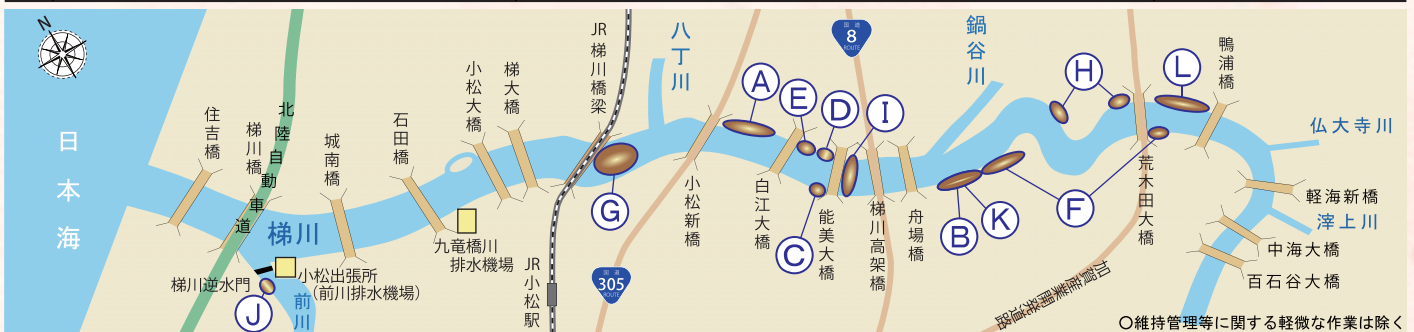 N
日本海
住吉橋
梯川橋
北陸自動車道
城南橋
石田橋
小松大橋
梯大橋
JR梯川橋梁
八丁川
国道
8
ROUTE
鍋谷川
鴨浦橋
仏大寺川
軽海新橋
滓上川
中海大橋
百石谷大橋
A
E
D
I
H
L
G
C
B
K
F
J
梯川
小松新橋
白江大橋
能美大橋
梯川高架橋
舟場橋
荒木田大橋
九竜橋川
排水機場
小松出張所
(前川排水機場)
梯川逆水門
前川
JR小松駅
国道
305
ROUTE
加賀産業開発道路
○維持管理等に関する軽微な作業は除く